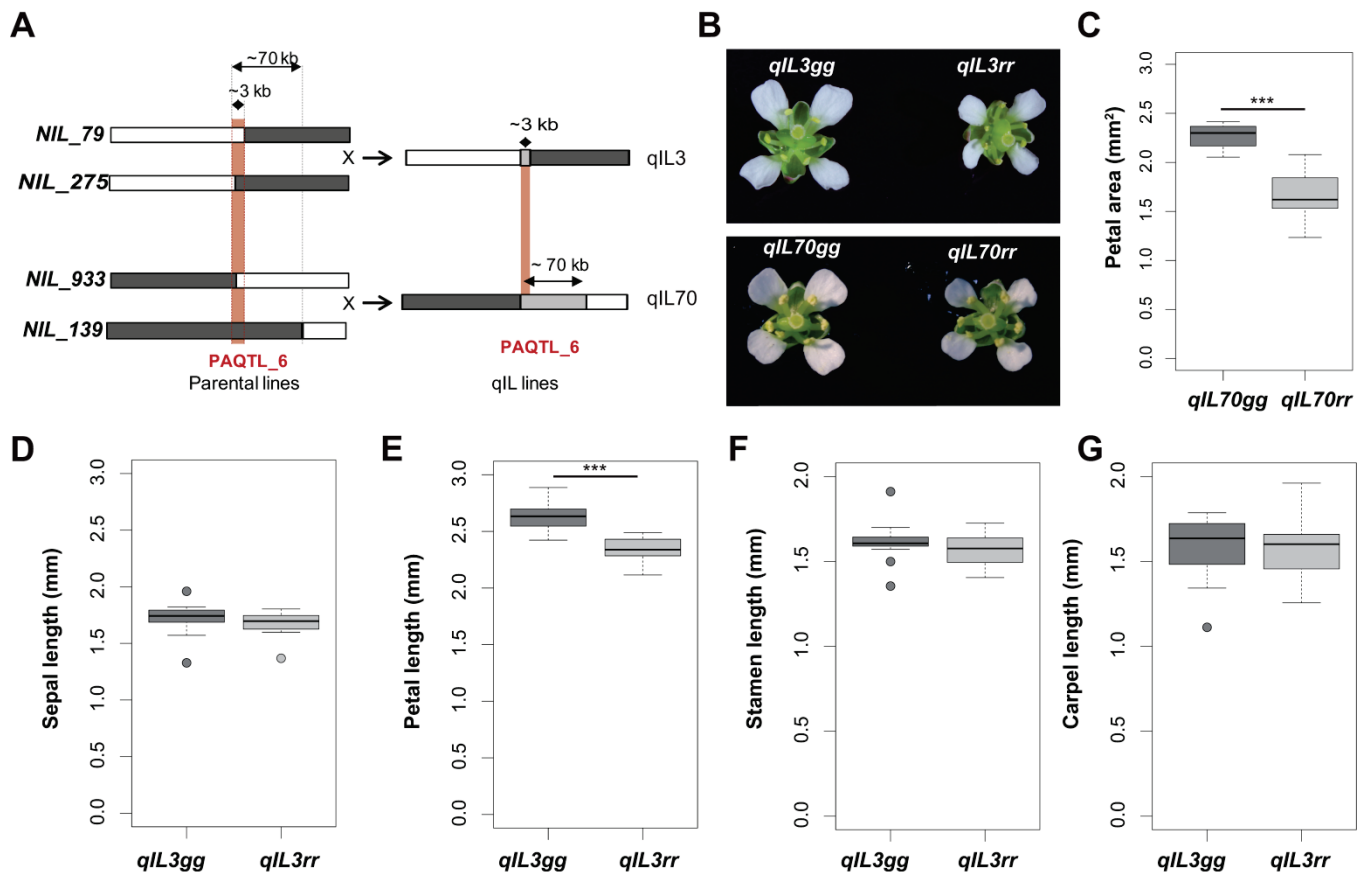 A
~70 kb
~3 kb
NIL_79
X
NIL_275
NIL_933
X
NIL_139
PAQTL_6
Parental lines
~3 kb
qIL3
~ 70 kb
qIL70
PAQTL_6
qIL lines
B
qIL3gg qIL3rr
qIL70gg qIL70rr
C
Petal area (mm²)
3.0
2.5
2.0
1.5
1.0
0.5
0.0
***
qIL70gg qIL70rr
D
Sepal length (mm)
3.0
2.5
2.0
1.5
1.0
0.5
0.0
qIL3gg qIL3rr
E
Petal length (mm)
3.0
2.5
2.0
1.5
1.0
0.5
0.0
***
qIL3gg qIL3rr
F
Stamen length (mm)
2.0
1.5
1.0
0.5
0.0
qIL3gg qIL3rr
G
Carpel length (mm)
2.0
1.5
1.0
0.5
0.0
qIL3gg qIL3rr